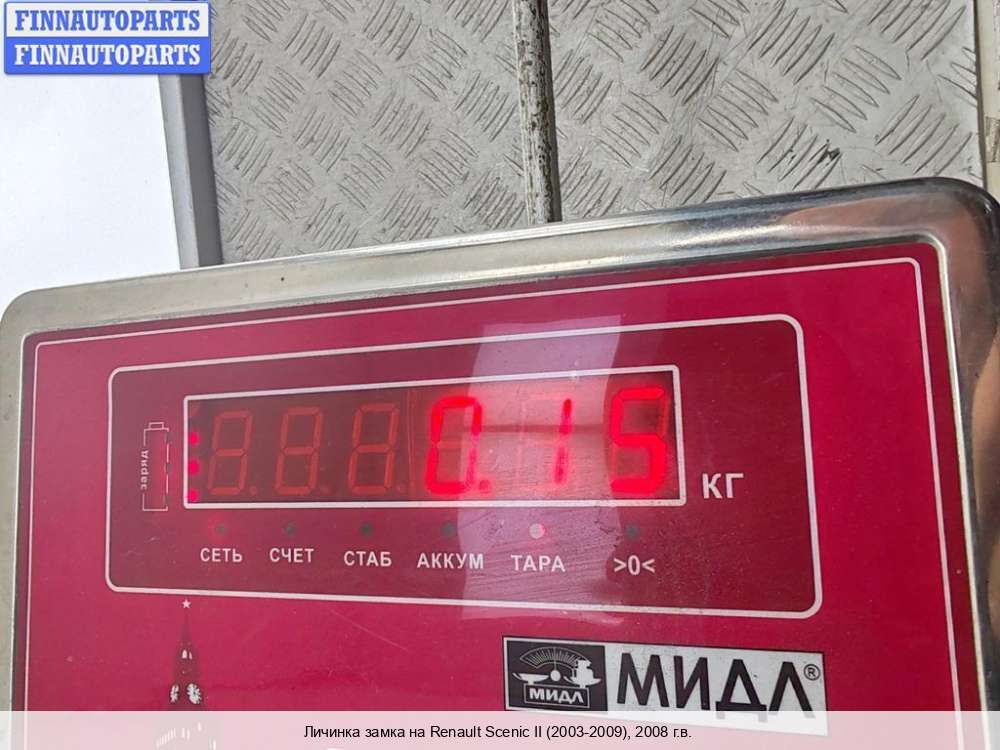 FINNAUTOPARTS
FINNAUTOPARTS
заряд
0.15 КГ
СЕТЬ СЧЕТ СТАБ АККУМ ТАРА >0<
МИДЛ МИДЛ®
Личинка замка на Renault Scenic II (2003-2009), 2008 г.в.